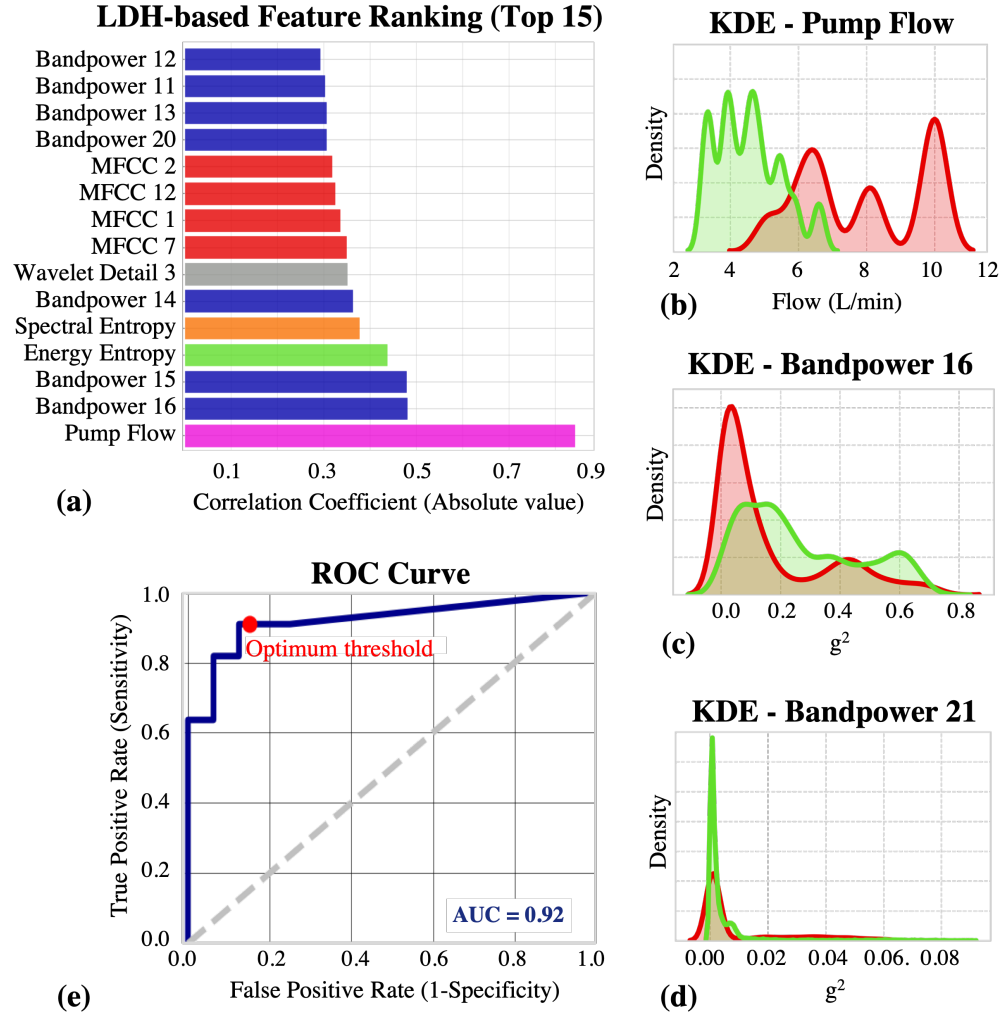 LDH-based Feature Ranking (Top 15)
Bandpower 12
Bandpower 11
Bandpower 13
Bandpower 20
MFCC 2
MFCC 12
MFCC 1
MFCC 7
Wavelet Detail 3
Bandpower 14
Spectral Entropy
Energy Entropy
Bandpower 15
Bandpower 16
Pump Flow
0.1 0.3 0.5 0.7 0.9
Correlation Coefficient (Absolute value)
(a)
KDE - Pump Flow
Density
2 4 6 8 10 12
Flow (L/min)
(b)
KDE - Bandpower 16
Density
0.0 0.2 0.4 0.6 0.8
g²
(c)
KDE - Bandpower 21
Density
0.00 0.02 0.04 0.06. 0.08
g²
(d)
ROC Curve
True Positive Rate (Sensitivity)
1.0
0.8
0.6
0.4
0.2
0.0
Optimum threshold
AUC = 0.92
0.0 0.2 0.4 0.6 0.8 1.0
False Positive Rate (1-Specificity)
(e)